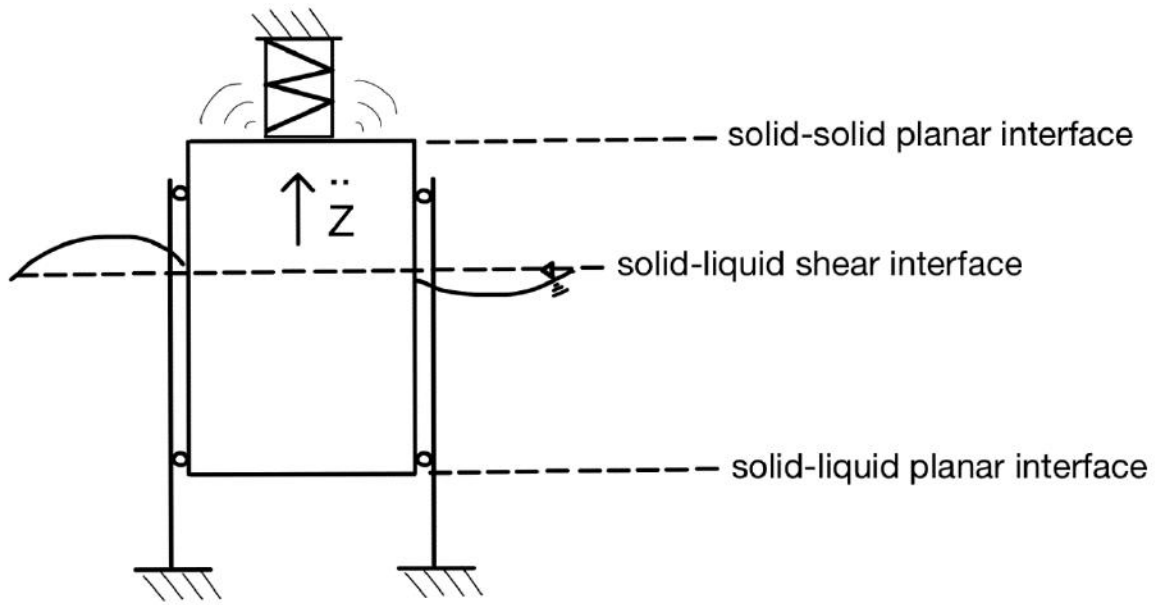 solid-solid planar interface
Z̈
solid-liquid shear interface
solid-liquid planar interface